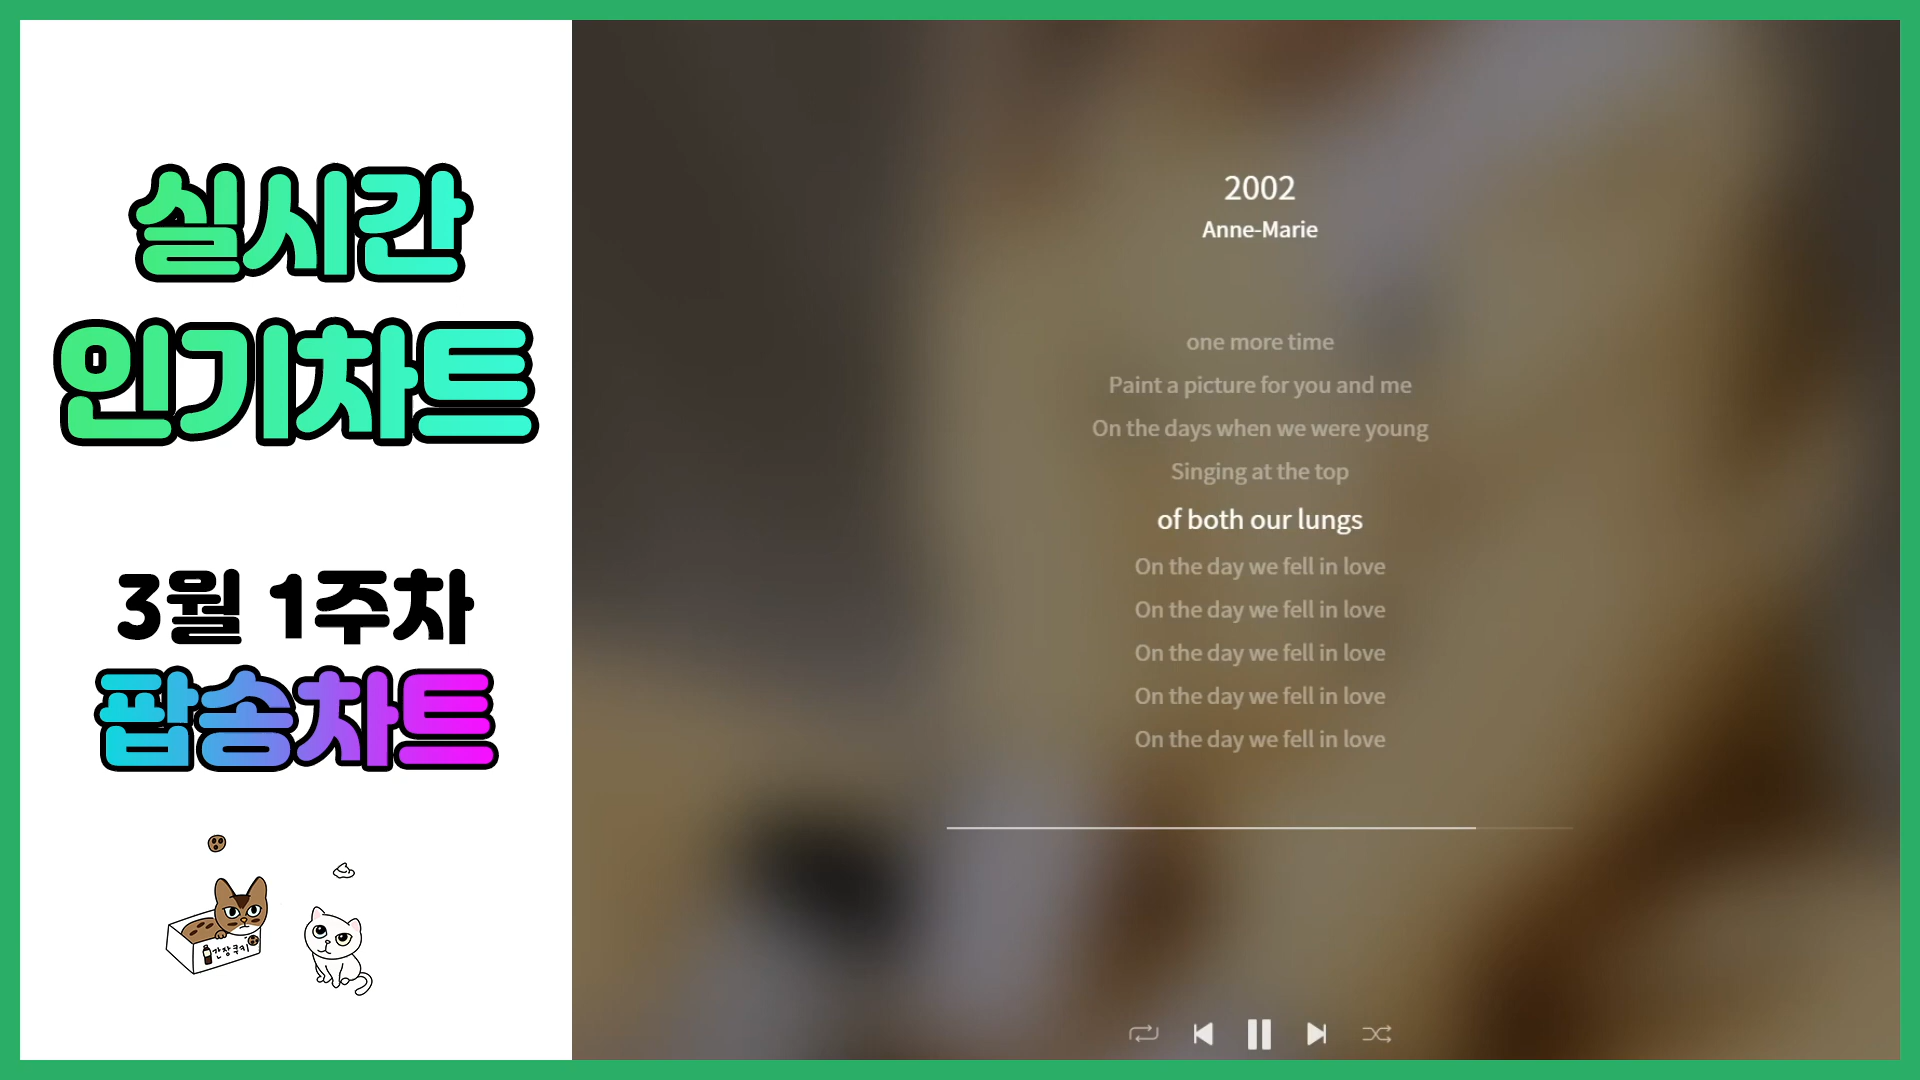 실시간
인기차트
3월 1주차
팝송차트
간장쿠키
2002
Anne-Marie
one more time
Paint a picture for you and me
On the days when we were young
Singing at the top
of both our lungs
On the day we fell in love
On the day we fell in love
On the day we fell in love
On the day we fell in love
On the day we fell in love